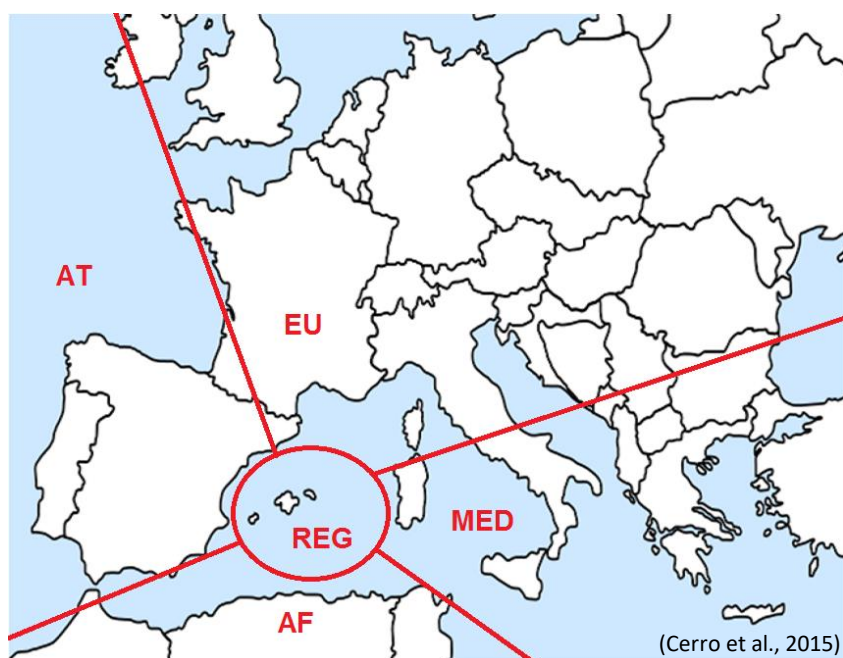 AT
EU
MED
REG
AF
(Cerro et al., 2015)